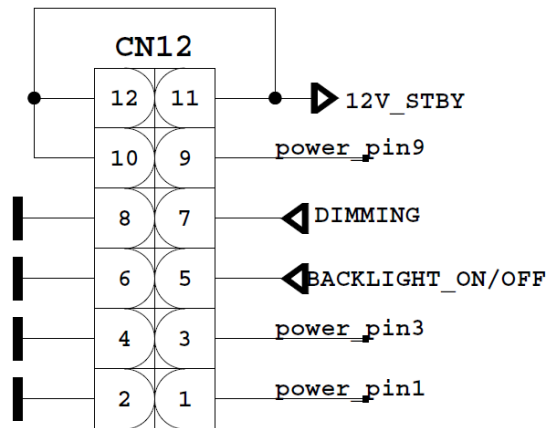 CN12
12 11 12V_STBY
10 9 power_pin9
8 7 DIMMING
6 5 BACKLIGHT_ON/OFF
4 3 power_pin3
2 1 power_pin1